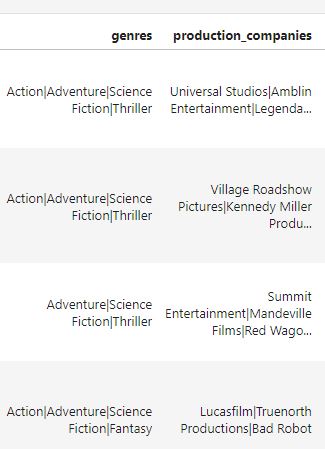 genres production_companies
Action|Adventure|Science
Fiction|Thriller
Universal Studios|Amblin
Entertainment|Legenda...
Action|Adventure|Science
Fiction|Thriller
Village Roadshow
Pictures|Kennedy Miller
Produ...
Adventure|Science
Fiction|Thriller
Summit
Entertainment|Mandeville
Films|Red Wago...
Action|Adventure|Science
Fiction|Fantasy
Lucasfilm|Truenorth
Productions|Bad Robot